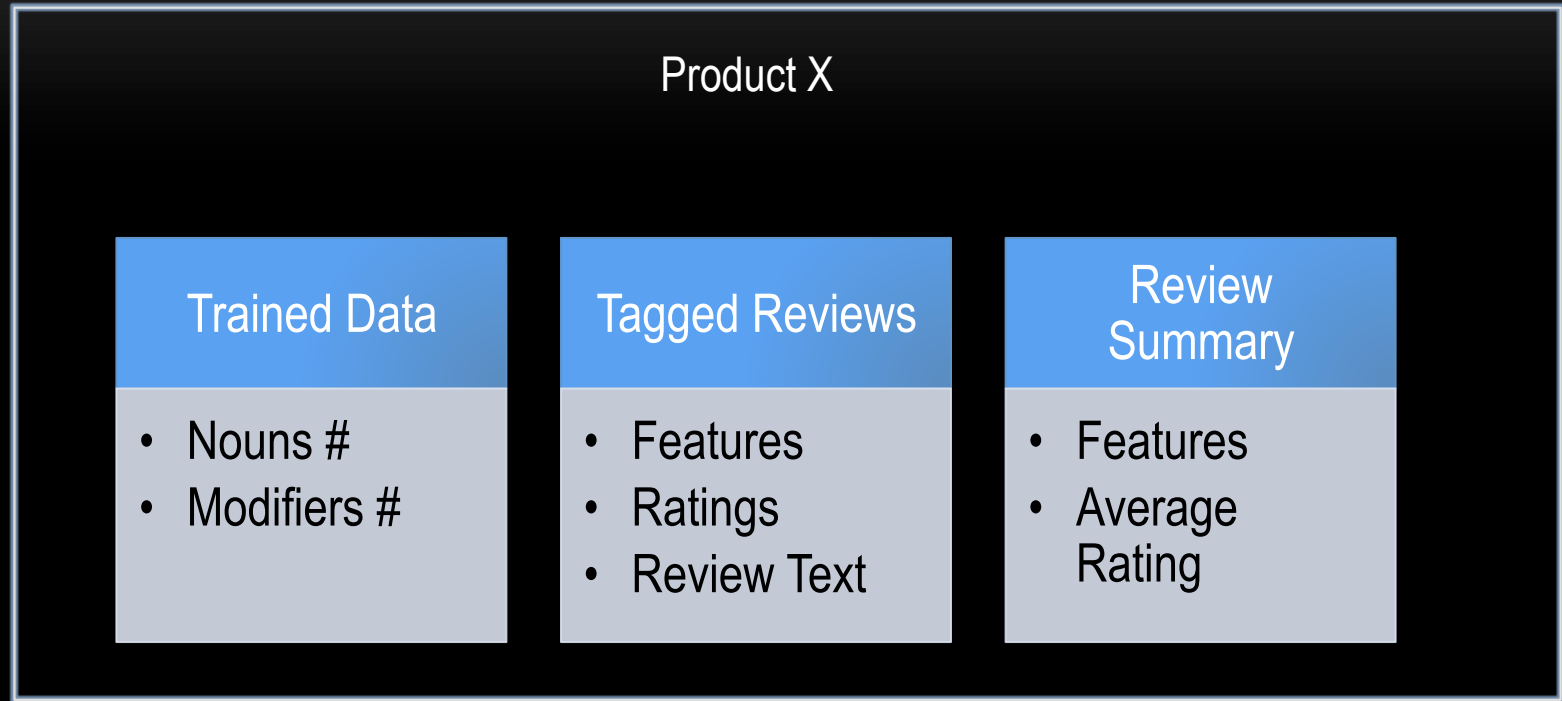 Product X
Trained Data
• Nouns #
• Modifiers #
Tagged Reviews
• Features
• Ratings
• Review Text
Review
Summary
• Features
• Average
Rating